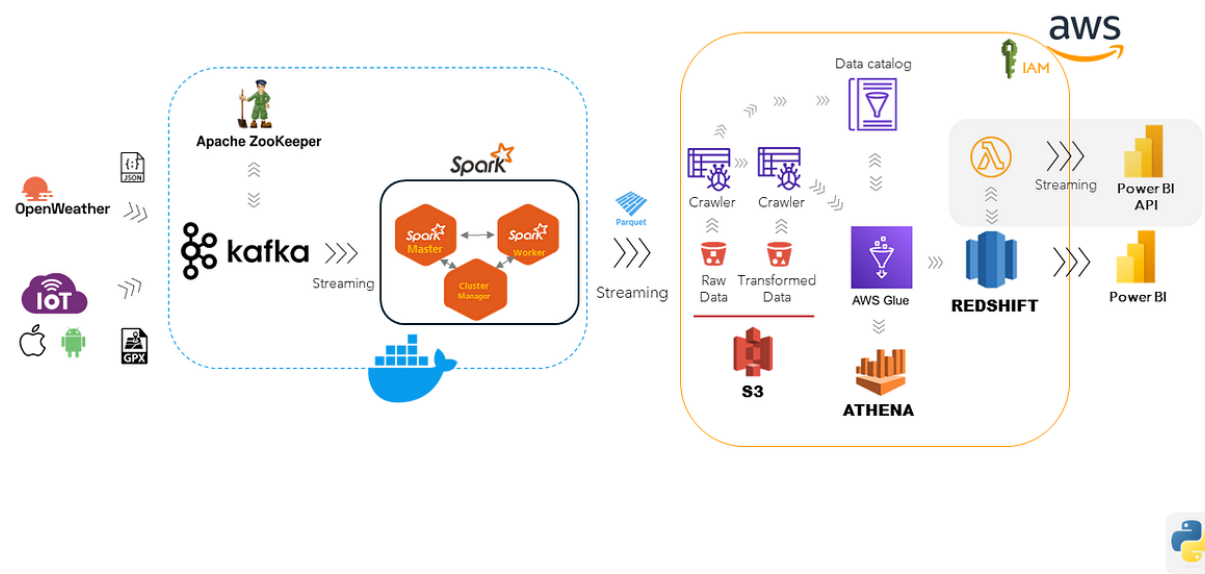 aws
IAM
Data catalog
Apache ZooKeeper
{:}
JSON
OpenWeather
Spark
Parquet
Spark
Master
Spark
Worker
Cluster
Manager
kafka
Streaming
Streaming
IOT
GPX
Crawler
Crawler
Raw
Data
Transformed
Data
S3
AWS Glue
ATHENA
REDSHIFT
Streaming
Power BI
API
Power BI